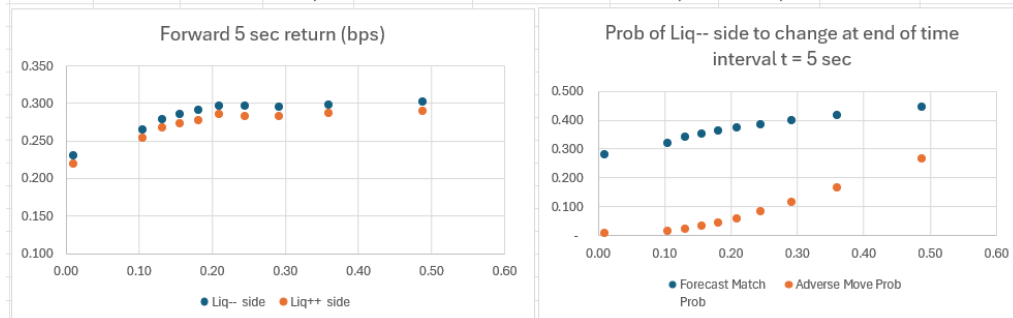 Forward 5 sec return (bps)
0.350
0.300
0.250
0.200
0.150
0.100
0.00 0.10 0.20 0.30 0.40 0.50 0.60
Liq-- side Liq++ side
Prob of Liq-- side to change at end of time
interval t = 5 sec
0.500
0.400
0.300
0.200
0.100
-
0.00 0.10 0.20 0.30 0.40 0.50 0.60
Forecast Match Adverse Move Prob
Prob